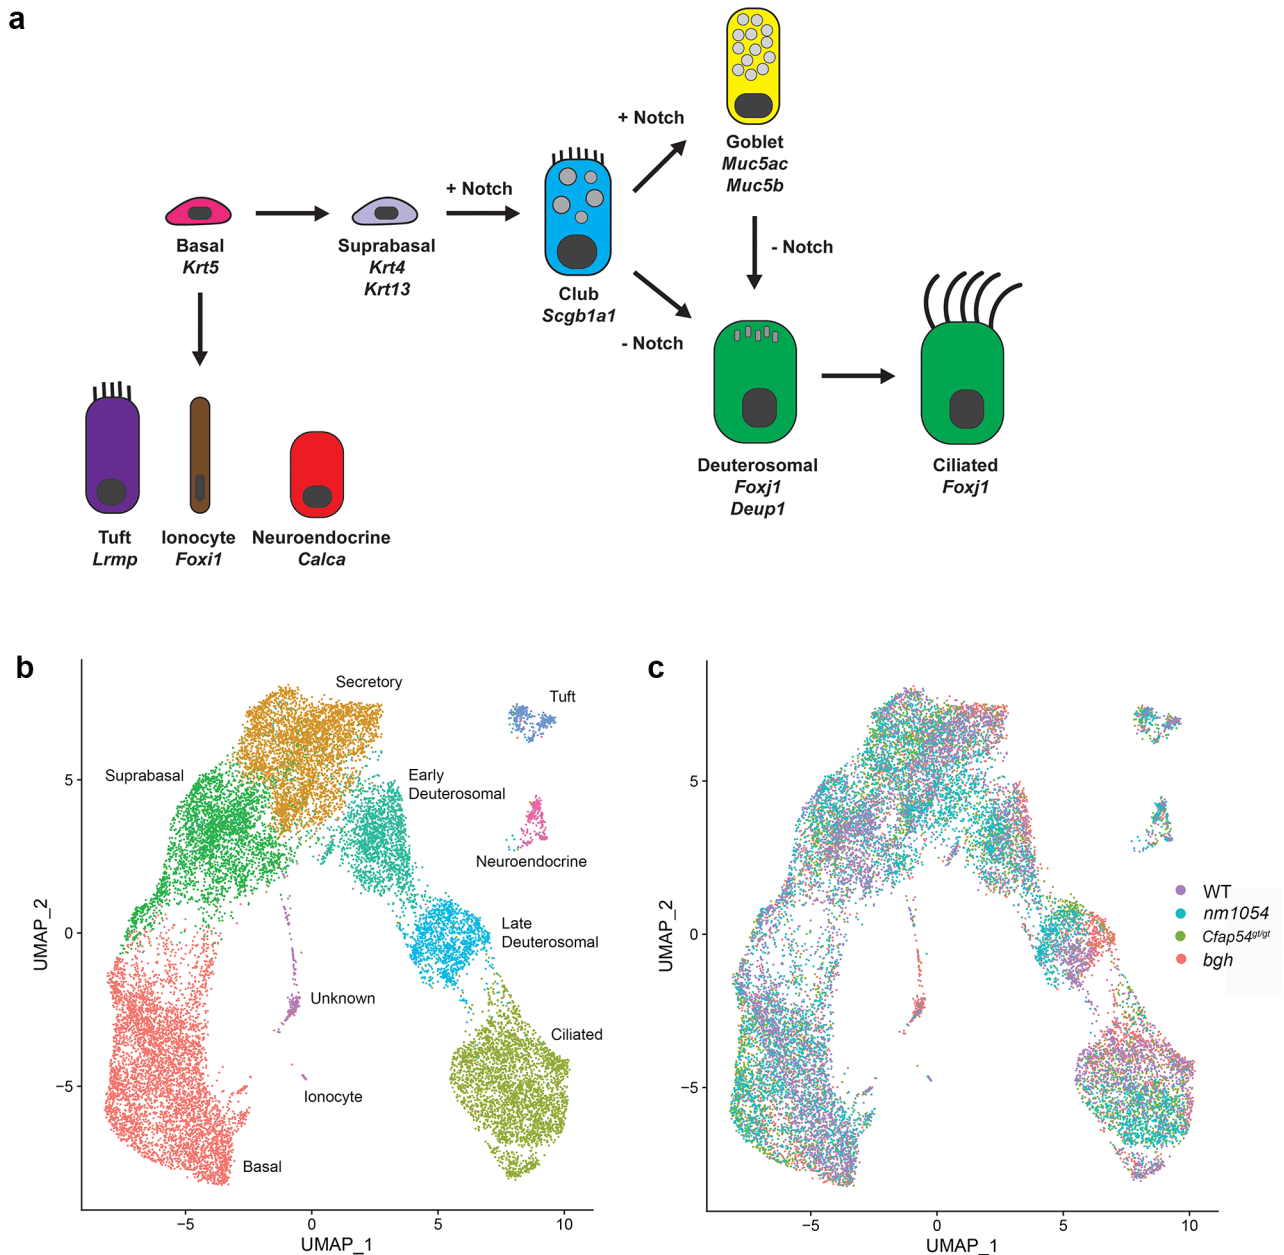 a
+ Notch
Goblet
Muc5ac
Muc5b
+ Notch
Basal
Krt5
Suprabasal
Krt4
Krt13
- Notch
Club
Scgb1a1
- Notch
Deuterosomal
Foxj1
Deup1
Ciliated
Foxj1
Tuft
Lrmp
Ionocyte
Foxi1
Neuroendocrine
Calca
b
Secretory
Tuft
Suprabasal
Early
Deuterosomal
Neuroendocrine
Late
Deuterosomal
Unknown
Ciliated
Ionocyte
Basal
5
0
−5
UMAP_2
−5
0
5
10
UMAP_1
c
WT
nm1054
Cfap54gt/gt
bgh
5
0
−5
UMAP_2
−5
0
5
10
UMAP_1